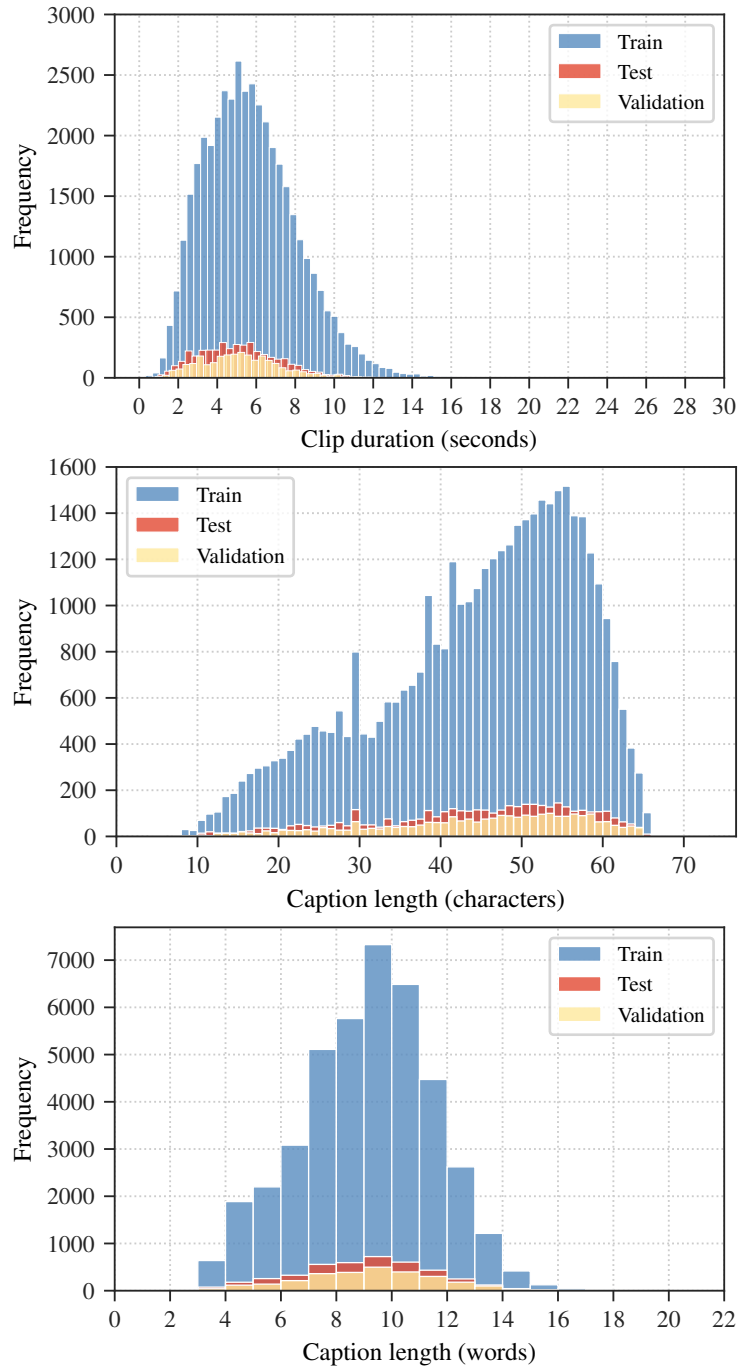 3000
2500
2000
1500
1000
500
0
Frequency
Train
Test
Validation
0 2 4 6 8 10 12 14 16 18 20 22 24 26 28 30
Clip duration (seconds)
1600
1400
1200
1000
800
600
400
200
0
Frequency
Train
Test
Validation
0 10 20 30 40 50 60 70
Caption length (characters)
7000
6000
5000
4000
3000
2000
1000
0
Frequency
Train
Test
Validation
0 2 4 6 8 10 12 14 16 18 20 22
Caption length (words)